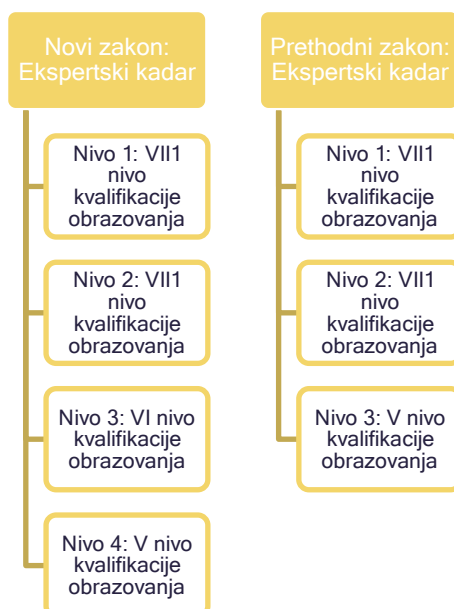 Novi zakon:
Ekspertski kadar
Nivo 1: VII1
nivo
kvalifikacije
obrazovanja
Nivo 2: VII1
nivo
kvalifikacije
obrazovanja
Nivo 3: VI nivo
kvalifikacije
obrazovanja
Nivo 4: V nivo
kvalifikacije
obrazovanja
Prethodni zakon:
Ekspertski kadar
Nivo 1: VII1
nivo
kvalifikacije
obrazovanja
Nivo 2: VII1
nivo
kvalifikacije
obrazovanja
Nivo 3: V nivo
kvalifikacije
obrazovanja